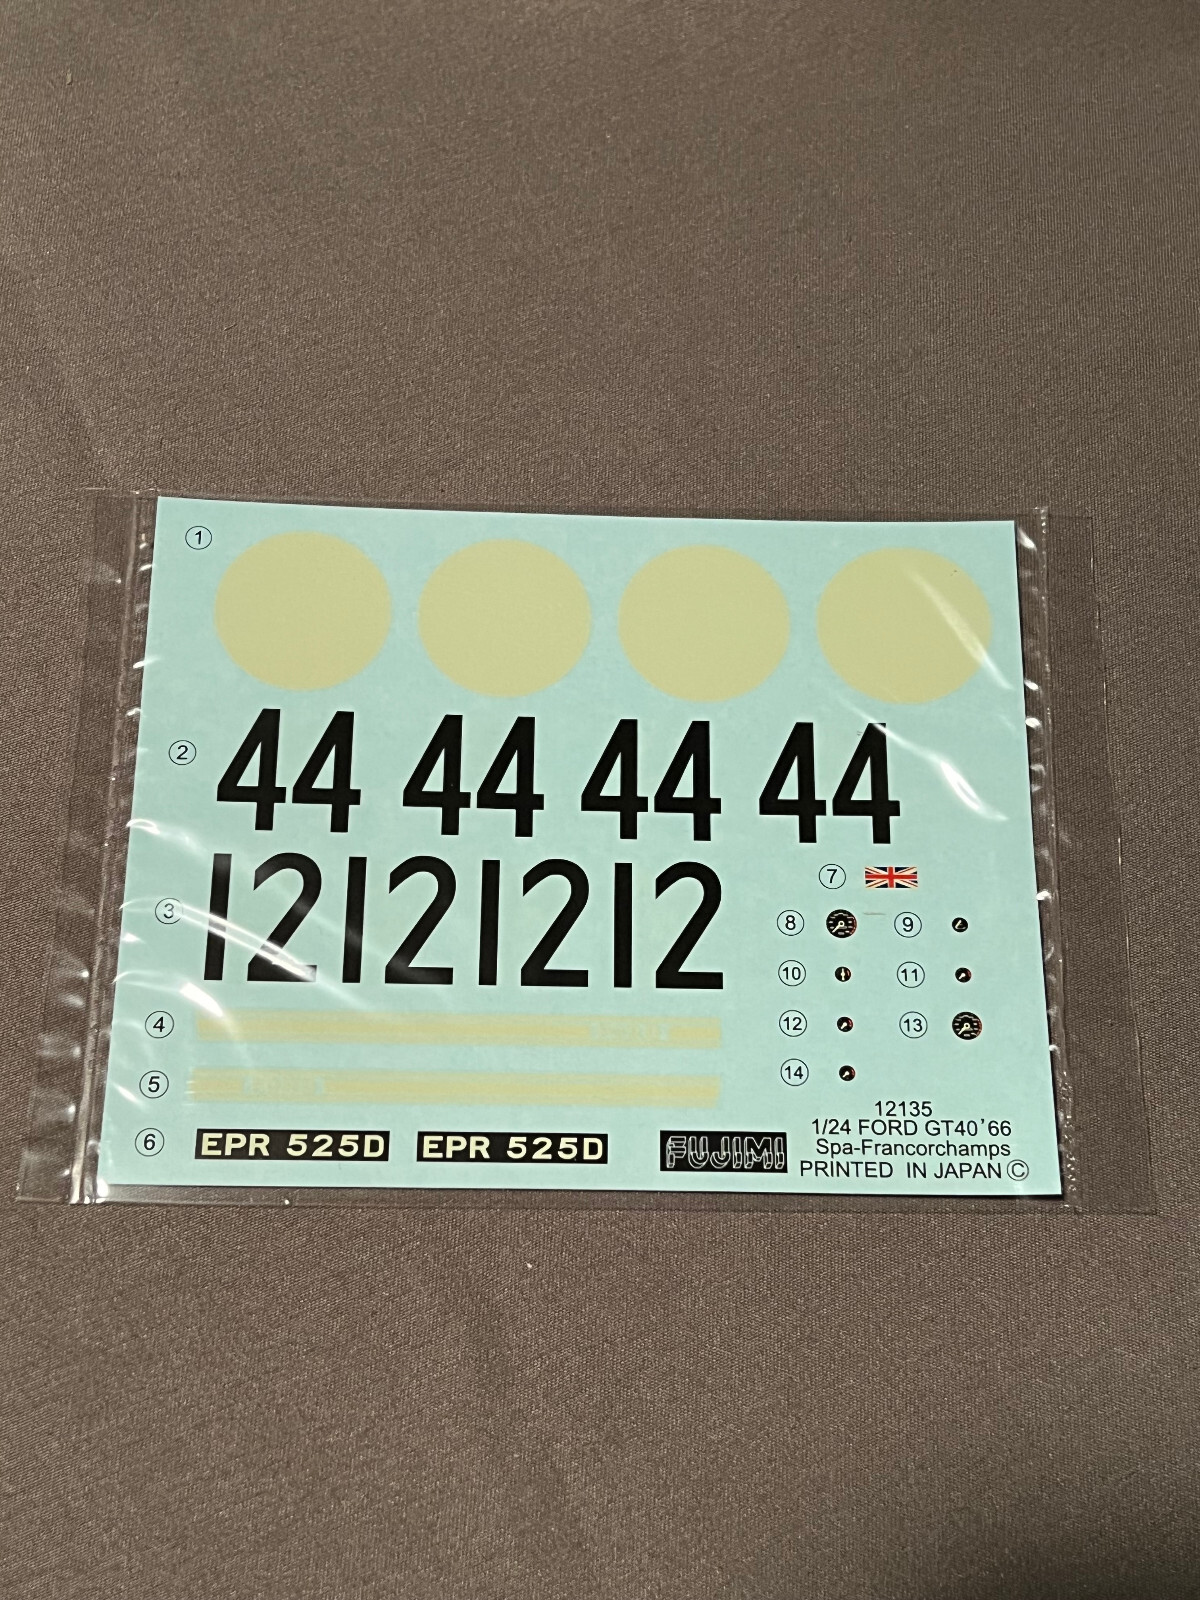 ①
② 44 44 44 44
③ 12 12 12 12
④
⑤
⑥ EPR 525D EPR 525D
⑦
⑧ ⑨
⑩ ⑪
⑫ ⑬
⑭
FUJIMI
12135
1/24 FORD GT40'66
Spa-Francorchamps
PRINTED IN JAPAN ©